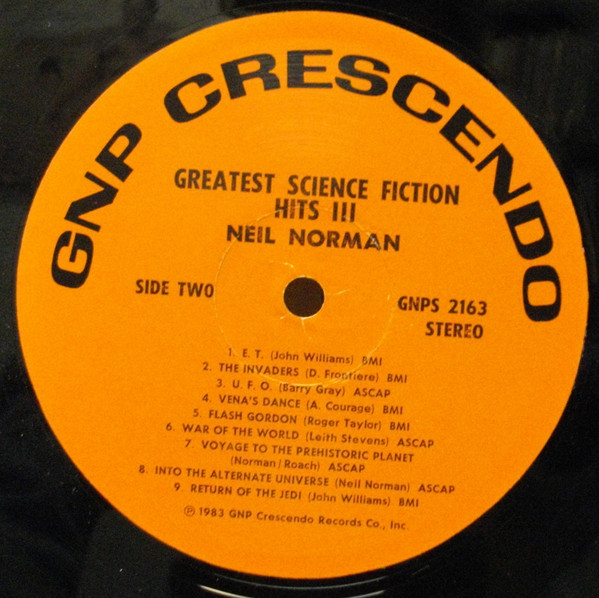 GNP CRESCENDO
GREATEST SCIENCE FICTION
HITS III
NEIL NORMAN
SIDE TWO
GNPS 2163
STEREO
1. E. T. (John Williams) BMI
2. THE INVADERS (D. Frontiere) BMI
3. U. F. O. (Barry Gray) ASCAP
4. VENA'S DANCE (A. Courage) BMI
5. FLASH GORDON (Roger Taylor) BMI
6. WAR OF THE WORLD (Leith Stevens) ASCAP
7. VOYAGE TO THE PREHISTORIC PLANET
(Norman/Roach) ASCAP
8. INTO THE ALTERNATE UNIVERSE (Neil Norman) ASCAP
9. RETURN OF THE JEDI (John Williams) BMI
℗ 1983 GNP Crescendo Records Co., Inc.